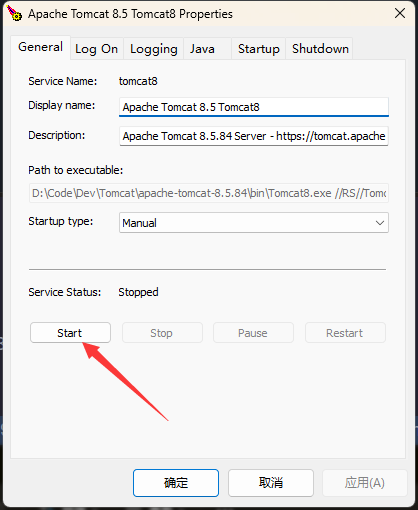 Apache Tomcat 8.5 Tomcat8 Properties
General Log On Logging Java Startup Shutdown
Service Name: tomcat8
Display name: Apache Tomcat 8.5 Tomcat8
Description: Apache Tomcat 8.5.84 Server - https://tomcat.apache
Path to executable:
D:\Code\Dev\Tomcat\apache-tomcat-8.5.84\bin\Tomcat8.exe //RS//Tomc
Startup type: Manual
Service Status: Stopped
Start Stop Pause Restart
确定 取消 应用(A)